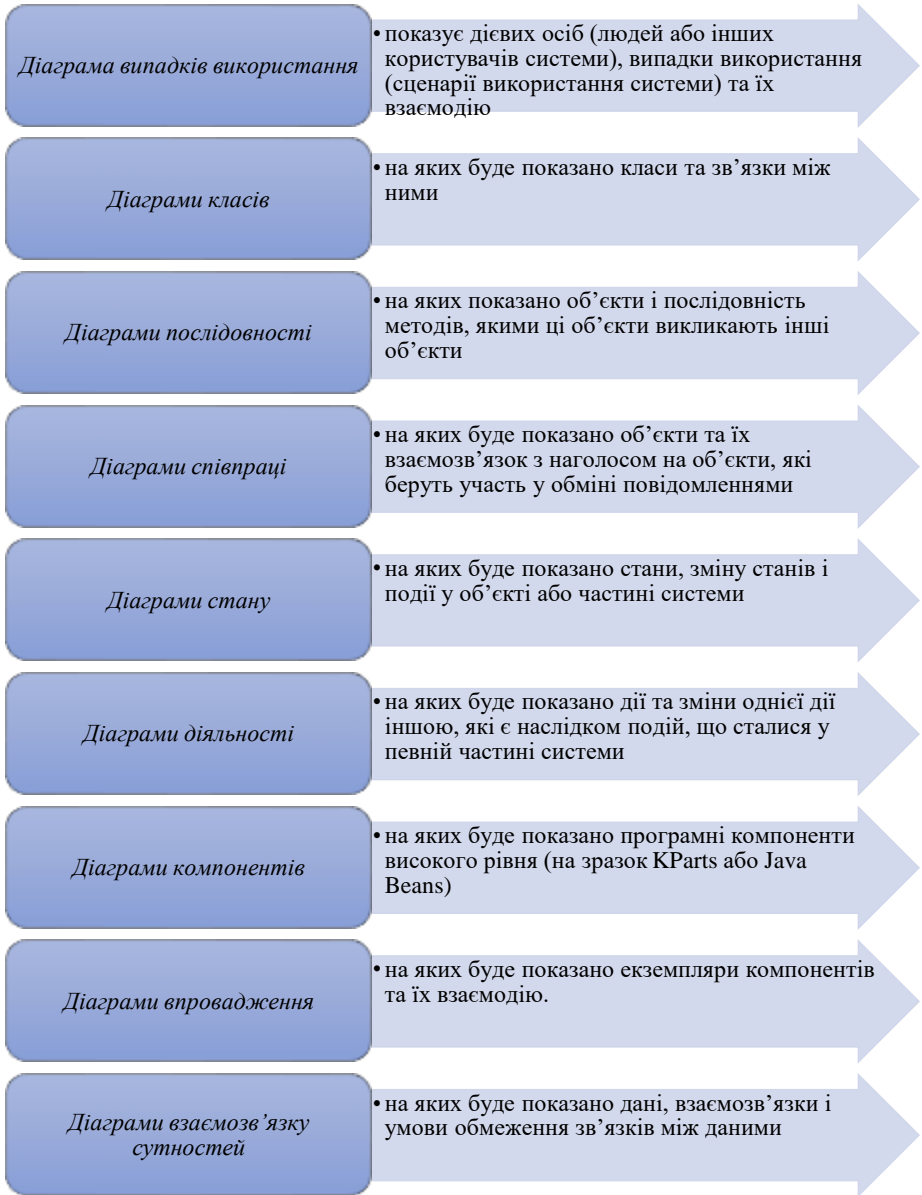 Діаграма випадків використання
• показує дієвих осіб (людей або інших
користувачів системи), випадки використання
(сценарії використання системи) та їх
взаємодію
Діаграми класів
• на яких буде показано класи та зв’язки між
ними
Діаграми послідовності
• на яких показано об’єкти і послідовність
методів, якими ці об’єкти викликають інші
об’єкти
Діаграми співпраці
• на яких буде показано об’єкти та їх
взаємозв’язок з наголосом на об’єкти, які
беруть участь у обміні повідомленнями
Діаграми стану
• на яких буде показано стани, зміну станів і
події у об’єкті або частині системи
Діаграми діяльності
• на яких буде показано дії та зміни однієї дії
іншою, які є наслідком подій, що сталися у
певній частині системи
Діаграми компонентів
• на яких буде показано програмні компоненти
високого рівня (на зразок KParts або Java
Beans)
Діаграми впровадження
• на яких буде показано екземпляри компонентів
та їх взаємодію.
Діаграми взаємозв’язку
сутностей
• на яких буде показано дані, взаємозв’язки і
умови обмеження зв’язків між даними